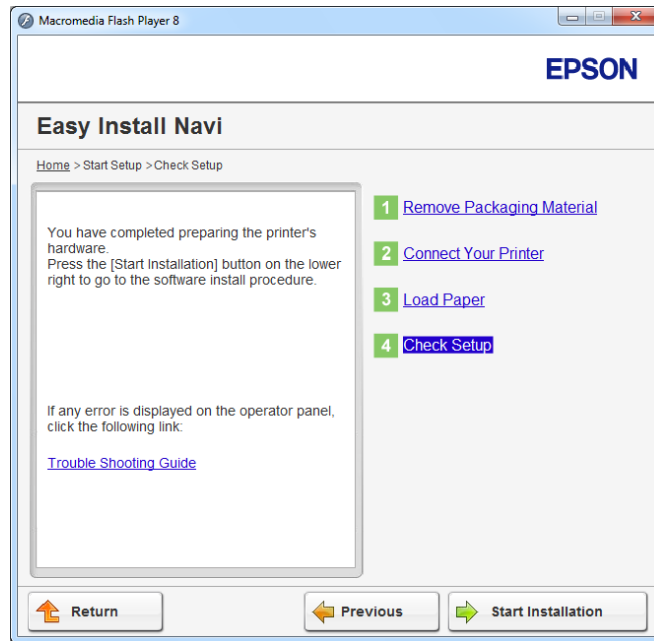 Macromedia Flash Player 8
EPSON
Easy Install Navi
Home > Start Setup >Check Setup
You have completed preparing the printer's
hardware.
Press the [Start Installation] button on the lower
right to go to the software install procedure.
If any error is displayed on the operator panel,
click the following link:
Trouble Shooting Guide
1 Remove Packaging Material
2 Connect Your Printer
3 Load Paper
4 Check Setup
Return
Previous
Start Installation